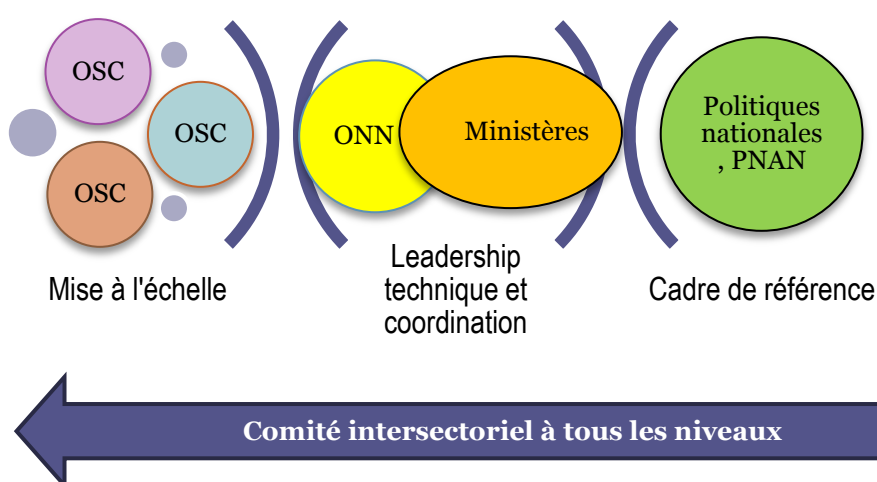 OSC
OSC
OSC
ONN
Ministères
Politiques
nationales
, PNAN
Mise à l'échelle
Leadership
technique et
coordination
Cadre de référence
Comité intersectoriel à tous les niveaux